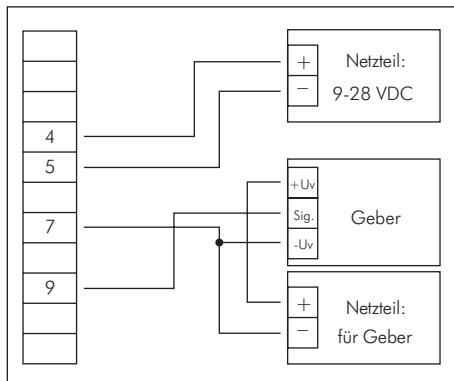 4
5
7
9
+
−
Netzteil:
9-28 VDC
+Uv
Sig.
-Uv
Geber
+
−
Netzteil:
für Geber